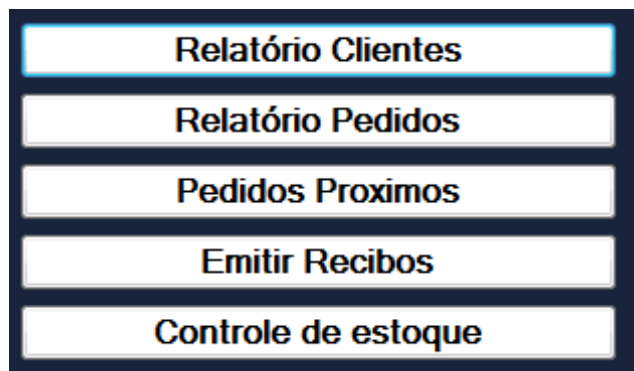 Relatório Clientes
Relatório Pedidos
Pedidos Proximos
Emitir Recibos
Controle de estoque